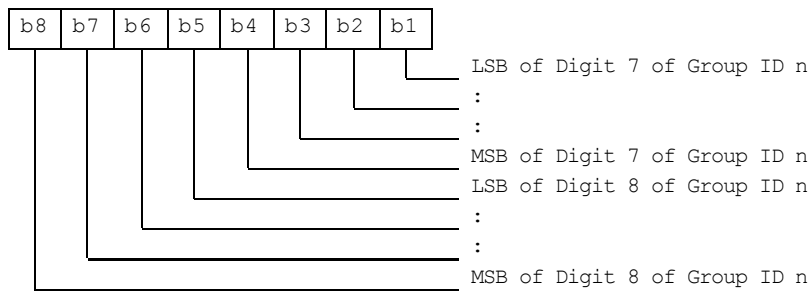 b8 b7 b6 b5 b4 b3 b2 b1
LSB of Digit 7 of Group ID n
:
:
MSB of Digit 7 of Group ID n
LSB of Digit 8 of Group ID n
:
:
MSB of Digit 8 of Group ID n